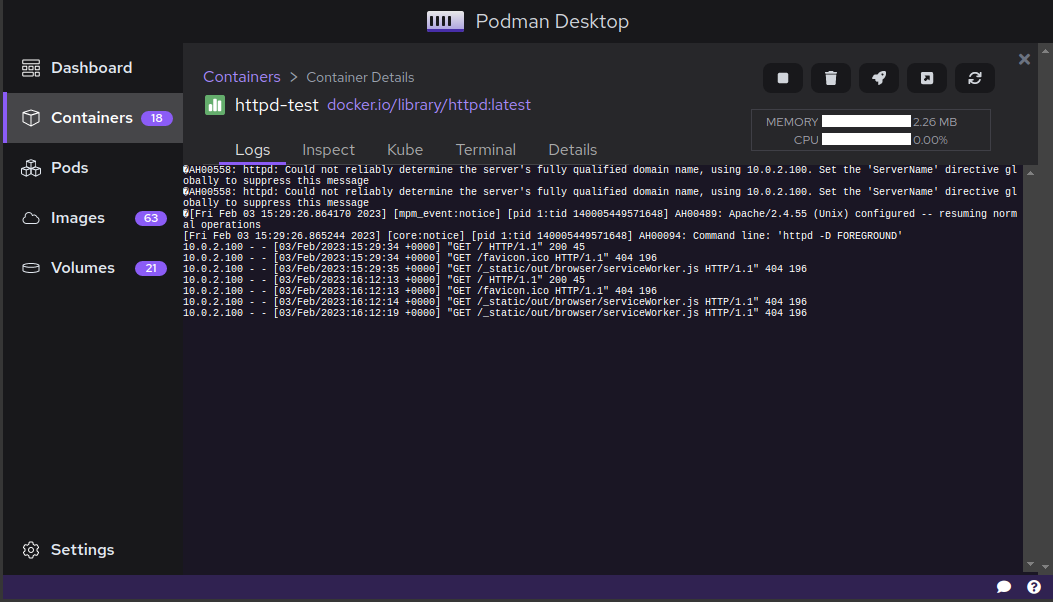 Podman Desktop
Dashboard
Containers 18
Pods
Images 63
Volumes 21
Settings
Containers > Container Details
httpd-test docker.io/library/httpd:latest
MEMORY 2.26 MB
CPU 0.00%
Logs Inspect Kube Terminal Details
�AH00558: httpd: Could not reliably determine the server's fully qualified domain name, using 10.0.2.100. Set the 'ServerName' directive gl
obally to suppress this message
�AH00558: httpd: Could not reliably determine the server's fully qualified domain name, using 10.0.2.100. Set the 'ServerName' directive gl
obally to suppress this message
�[Fri Feb 03 15:29:26.864170 2023] [mpm_event:notice] [pid 1:tid 140005449571648] AH00489: Apache/2.4.55 (Unix) configured -- resuming norm
al operations
[Fri Feb 03 15:29:26.865244 2023] [core:notice] [pid 1:tid 140005449571648] AH00094: Command line: 'httpd -D FOREGROUND'
10.0.2.100 - - [03/Feb/2023:15:29:34 +0000] "GET / HTTP/1.1" 200 45
10.0.2.100 - - [03/Feb/2023:15:29:34 +0000] "GET /favicon.ico HTTP/1.1" 404 196
10.0.2.100 - - [03/Feb/2023:15:29:35 +0000] "GET /_static/out/browser/serviceWorker.js HTTP/1.1" 404 196
10.0.2.100 - - [03/Feb/2023:16:12:13 +0000] "GET / HTTP/1.1" 200 45
10.0.2.100 - - [03/Feb/2023:16:12:13 +0000] "GET /favicon.ico HTTP/1.1" 404 196
10.0.2.100 - - [03/Feb/2023:16:12:14 +0000] "GET /_static/out/browser/serviceWorker.js HTTP/1.1" 404 196
10.0.2.100 - - [03/Feb/2023:16:12:19 +0000] "GET /_static/out/browser/serviceWorker.js HTTP/1.1" 404 196